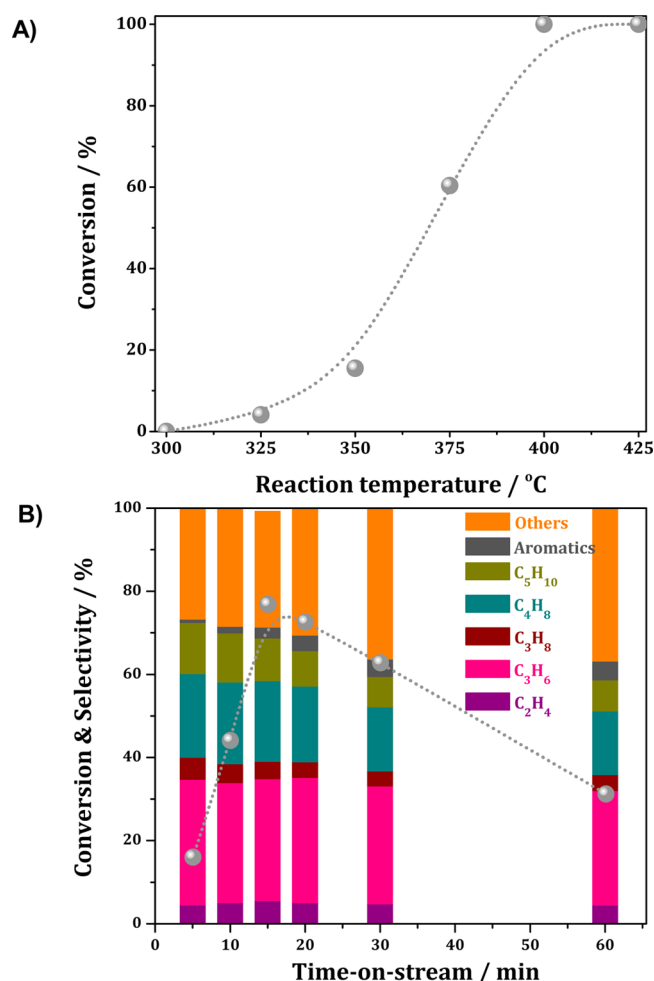 A)
100
80
60
40
20
0
Conversion / %
300 325 350 375 400 425
Reaction temperature / °C
B)
100
80
60
40
20
0
Conversion & Selectivity / %
Others
Aromatics
C₅H₁₀
C₄H₈
C₃H₈
C₃H₆
C₂H₄
0 10 20 30 40 50 60
Time-on-stream / min